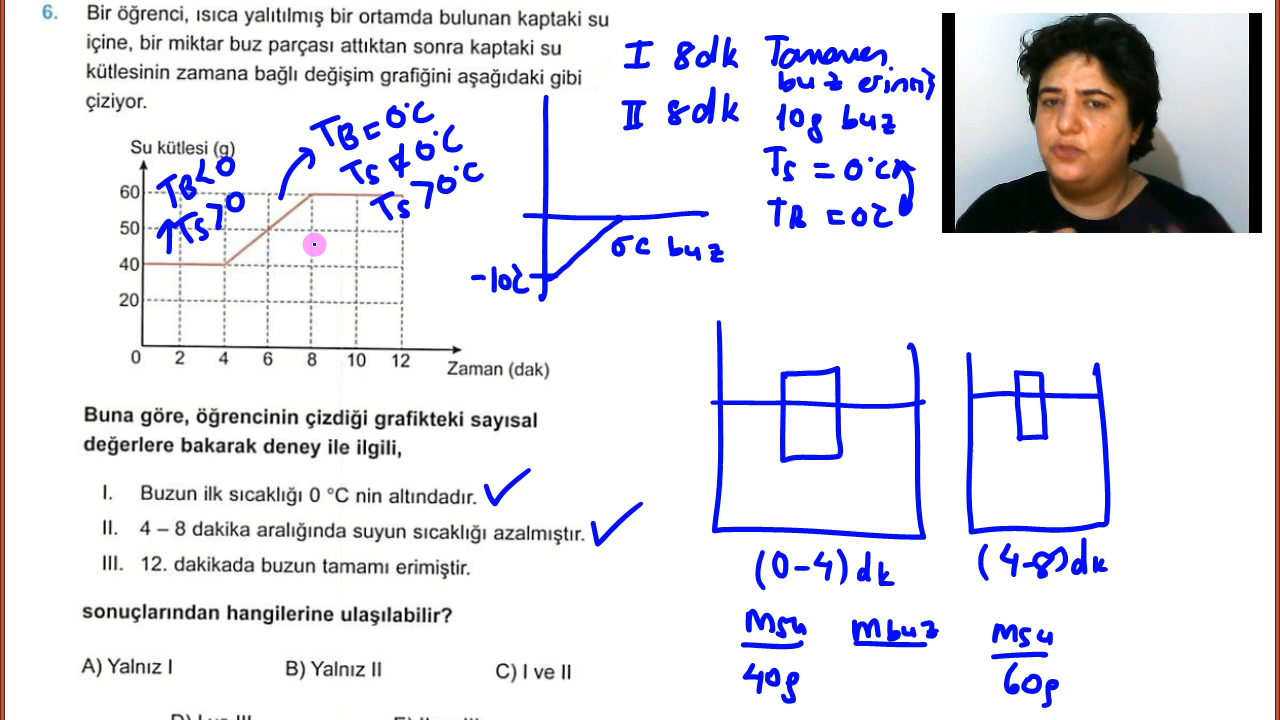 6. Bir öğrenci, ısıca yalıtılmış bir ortamda bulunan kaptaki su
içine, bir miktar buz parçası attıktan sonra kaptaki su
kütlesinin zamana bağlı değişim grafiğini aşağıdaki gibi
çiziyor.
Su kütlesi (g)
60
50
40
20
0 2 4 6 8 10 12
Zaman (dak)
TB<0
↑Ts>0
TB=0°C
Ts ≮ 0°C
Ts>0°C
-10°C
0C buz
I 8dk Tamamen
buz erimiş
II 8dk 10g buz
Ts = 0°C
TB = 0°C
Buna göre, öğrencinin çizdiği grafikteki sayısal
değerlere bakarak deney ile ilgili,
I. Buzun ilk sıcaklığı 0 °C nin altındadır. ✓
II. 4 – 8 dakika aralığında suyun sıcaklığı azalmıştır. ✓
III. 12. dakikada buzun tamamı erimiştir.
sonuçlarından hangilerine ulaşılabilir?
A) Yalnız I B) Yalnız II C) I ve II
(0-4)dk (4-8)dk
Msu Mbuz Msu
40g 60g